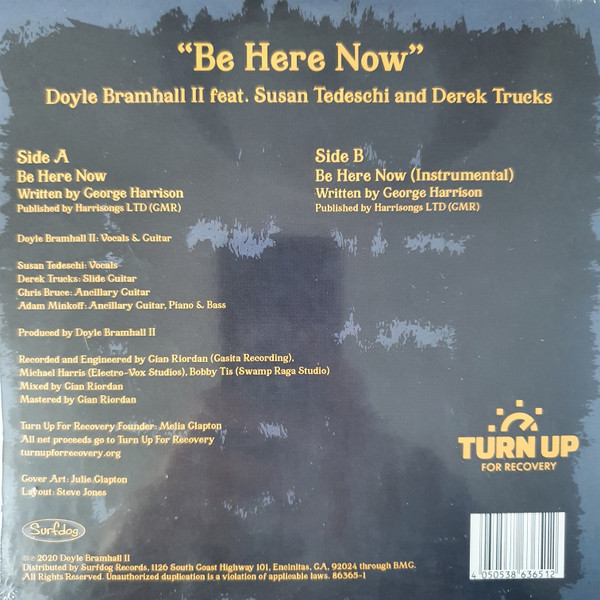 “Be Here Now”
Doyle Bramhall II feat. Susan Tedeschi and Derek Trucks
Side A
Be Here Now
Written by George Harrison
Published by Harrisongs LTD (GMR)
Side B
Be Here Now (Instrumental)
Written by George Harrison
Published by Harrisongs LTD (GMR)
Doyle Bramhall II: Vocals & Guitar
Susan Tedeschi: Vocals
Derek Trucks: Slide Guitar
Chris Bruce: Ancillary Guitar
Adam Minkoff: Ancillary Guitar, Piano & Bass
Produced by Doyle Bramhall II
Recorded and Engineered by Gian Riordan (Casita Recording),
Michael Harris (Electro-Vox Studios), Bobby Tis (Swamp Raga Studio)
Mixed by Gian Riordan
Mastered by Gian Riordan
Turn Up For Recovery Founder: Melia Clapton
All net proceeds go to Turn Up For Recovery
turnupforrecovery.org
Cover Art: Julie Clapton
Layout: Steve Jones
TURN UP
FOR RECOVERY
Surfdog
℗© 2020 Doyle Bramhall II
Distributed by Surfdog Records, 1126 South Coast Highway 101, Encinitas, CA. 92024 through BMG.
All Rights Reserved. Unauthorized duplication is a violation of applicable laws. 86365-1
4 050538 636512